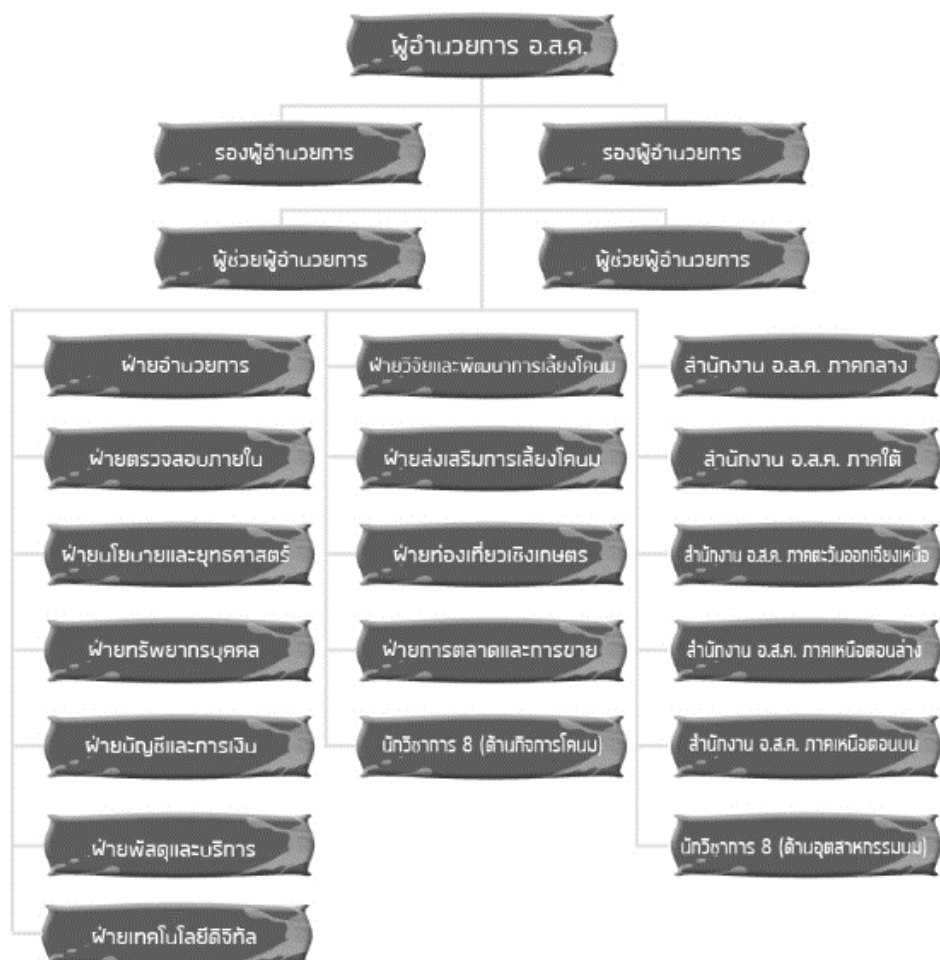 ผู้อำนวยการ อ.ส.ค.
รองผู้อำนวยการ
รองผู้อำนวยการ
ผู้ช่วยผู้อำนวยการ
ผู้ช่วยผู้อำนวยการ
ฝ่ายอำนวยการ
ฝ่ายตรวจสอบภายใน
ฝ่ายนโยบายและยุทธศาสตร์
ฝ่ายทรัพยากรบุคคล
ฝ่ายบัญชีและการเงิน
ฝ่ายพัสดุและบริการ
ฝ่ายเทคโนโลยีดิจิทัล
ฝ่ายวิจัยและพัฒนาการเลี้ยงโคนม
ฝ่ายส่งเสริมการเลี้ยงโคนม
ฝ่ายท่องเที่ยวเชิงเกษตร
ฝ่ายการตลาดและการขาย
นักวิชาการ 8 (ด้านกิจการโคนม)
สำนักงาน อ.ส.ค. ภาคกลาง
สำนักงาน อ.ส.ค. ภาคใต้
สำนักงาน อ.ส.ค. ภาคตะวันออกเฉียงเหนือ
สำนักงาน อ.ส.ค. ภาคเหนือตอนล่าง
สำนักงาน อ.ส.ค. ภาคเหนือตอนบน
นักวิชาการ 8 (ด้านอุตสาหกรรมนม)